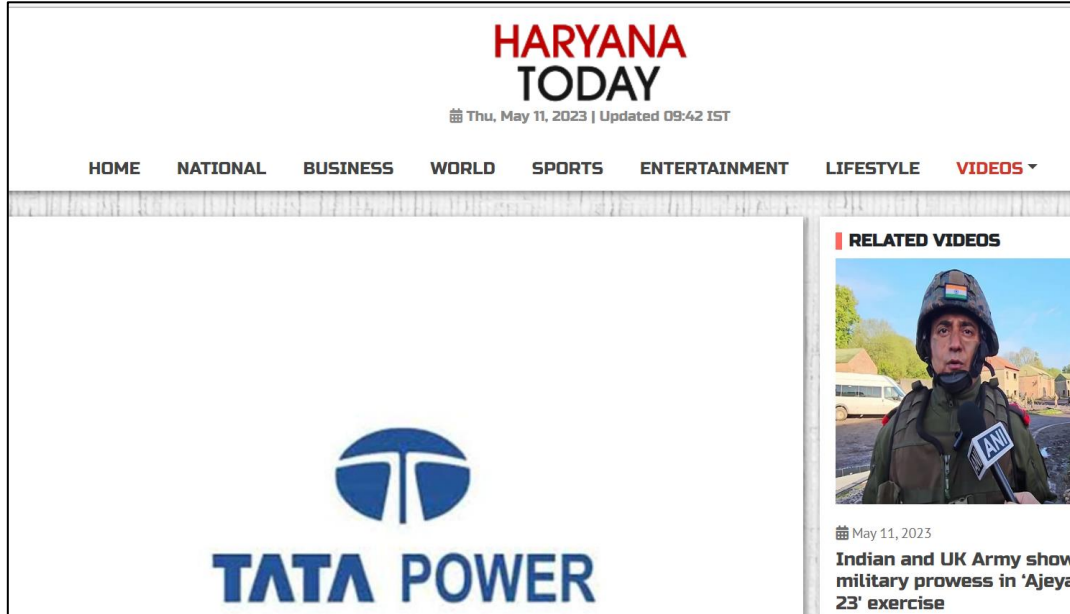 HARYANA
TODAY
Thu, May 11, 2023 | Updated 09:42 IST
HOME NATIONAL BUSINESS WORLD SPORTS ENTERTAINMENT LIFESTYLE VIDEOS
RELATED VIDEOS
TATA POWER
ANI
May 11, 2023
Indian and UK Army show
military prowess in 'Ajeya
23' exercise